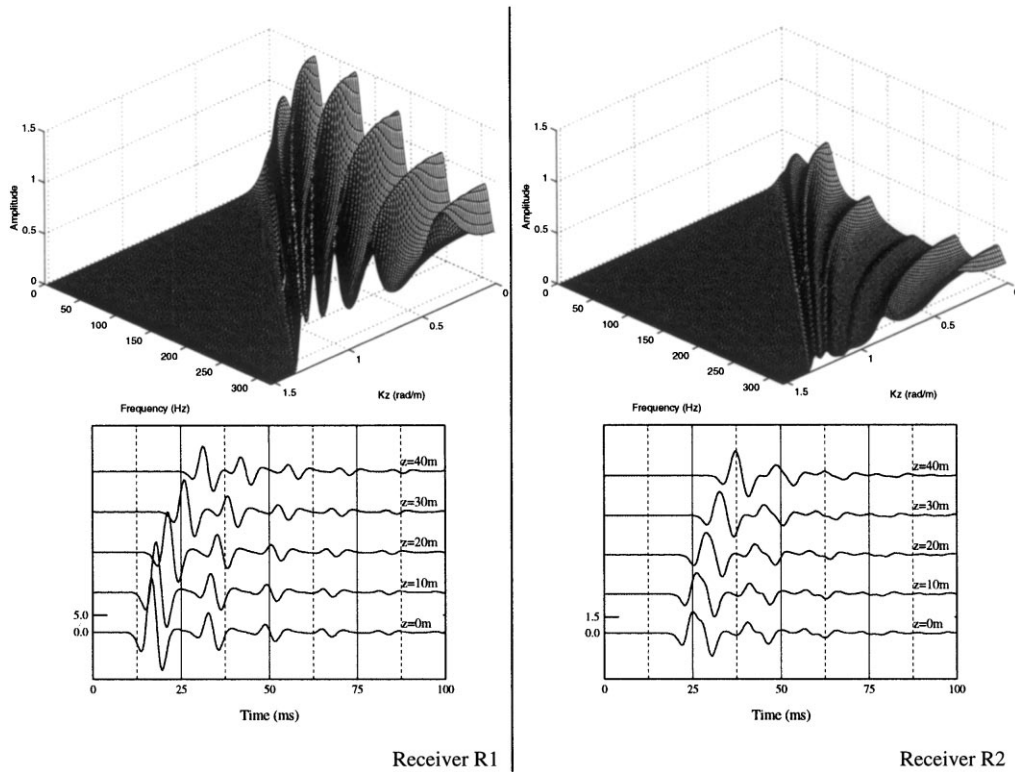 1.5
1
0.5
0
Amplitude
0
50
100
150
200
250
300
Frequency (Hz)
1.5
1
0.5
0
Kz (rad/m)
z=40m
z=30m
z=20m
z=10m
z=0m
5.0
0.0
0
25
50
75
100
Time (ms)
Receiver R1
1.5
1
0.5
0
Amplitude
0
50
100
150
200
250
300
Frequency (Hz)
1.5
1
0.5
0
Kz (rad/m)
z=40m
z=30m
z=20m
z=10m
z=0m
1.5
0.0
0
25
50
75
100
Time (ms)
Receiver R2